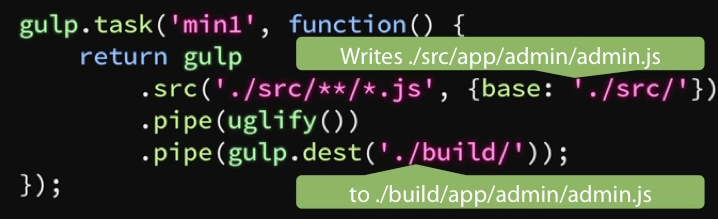 gulp.task('min1', function() {
return gulp
Writes ./src/app/admin/admin.js
.src('./src/**/*.js', {base: './src/'})
.pipe(uglify())
.pipe(gulp.dest('./build/'));
});
to ./build/app/admin/admin.js